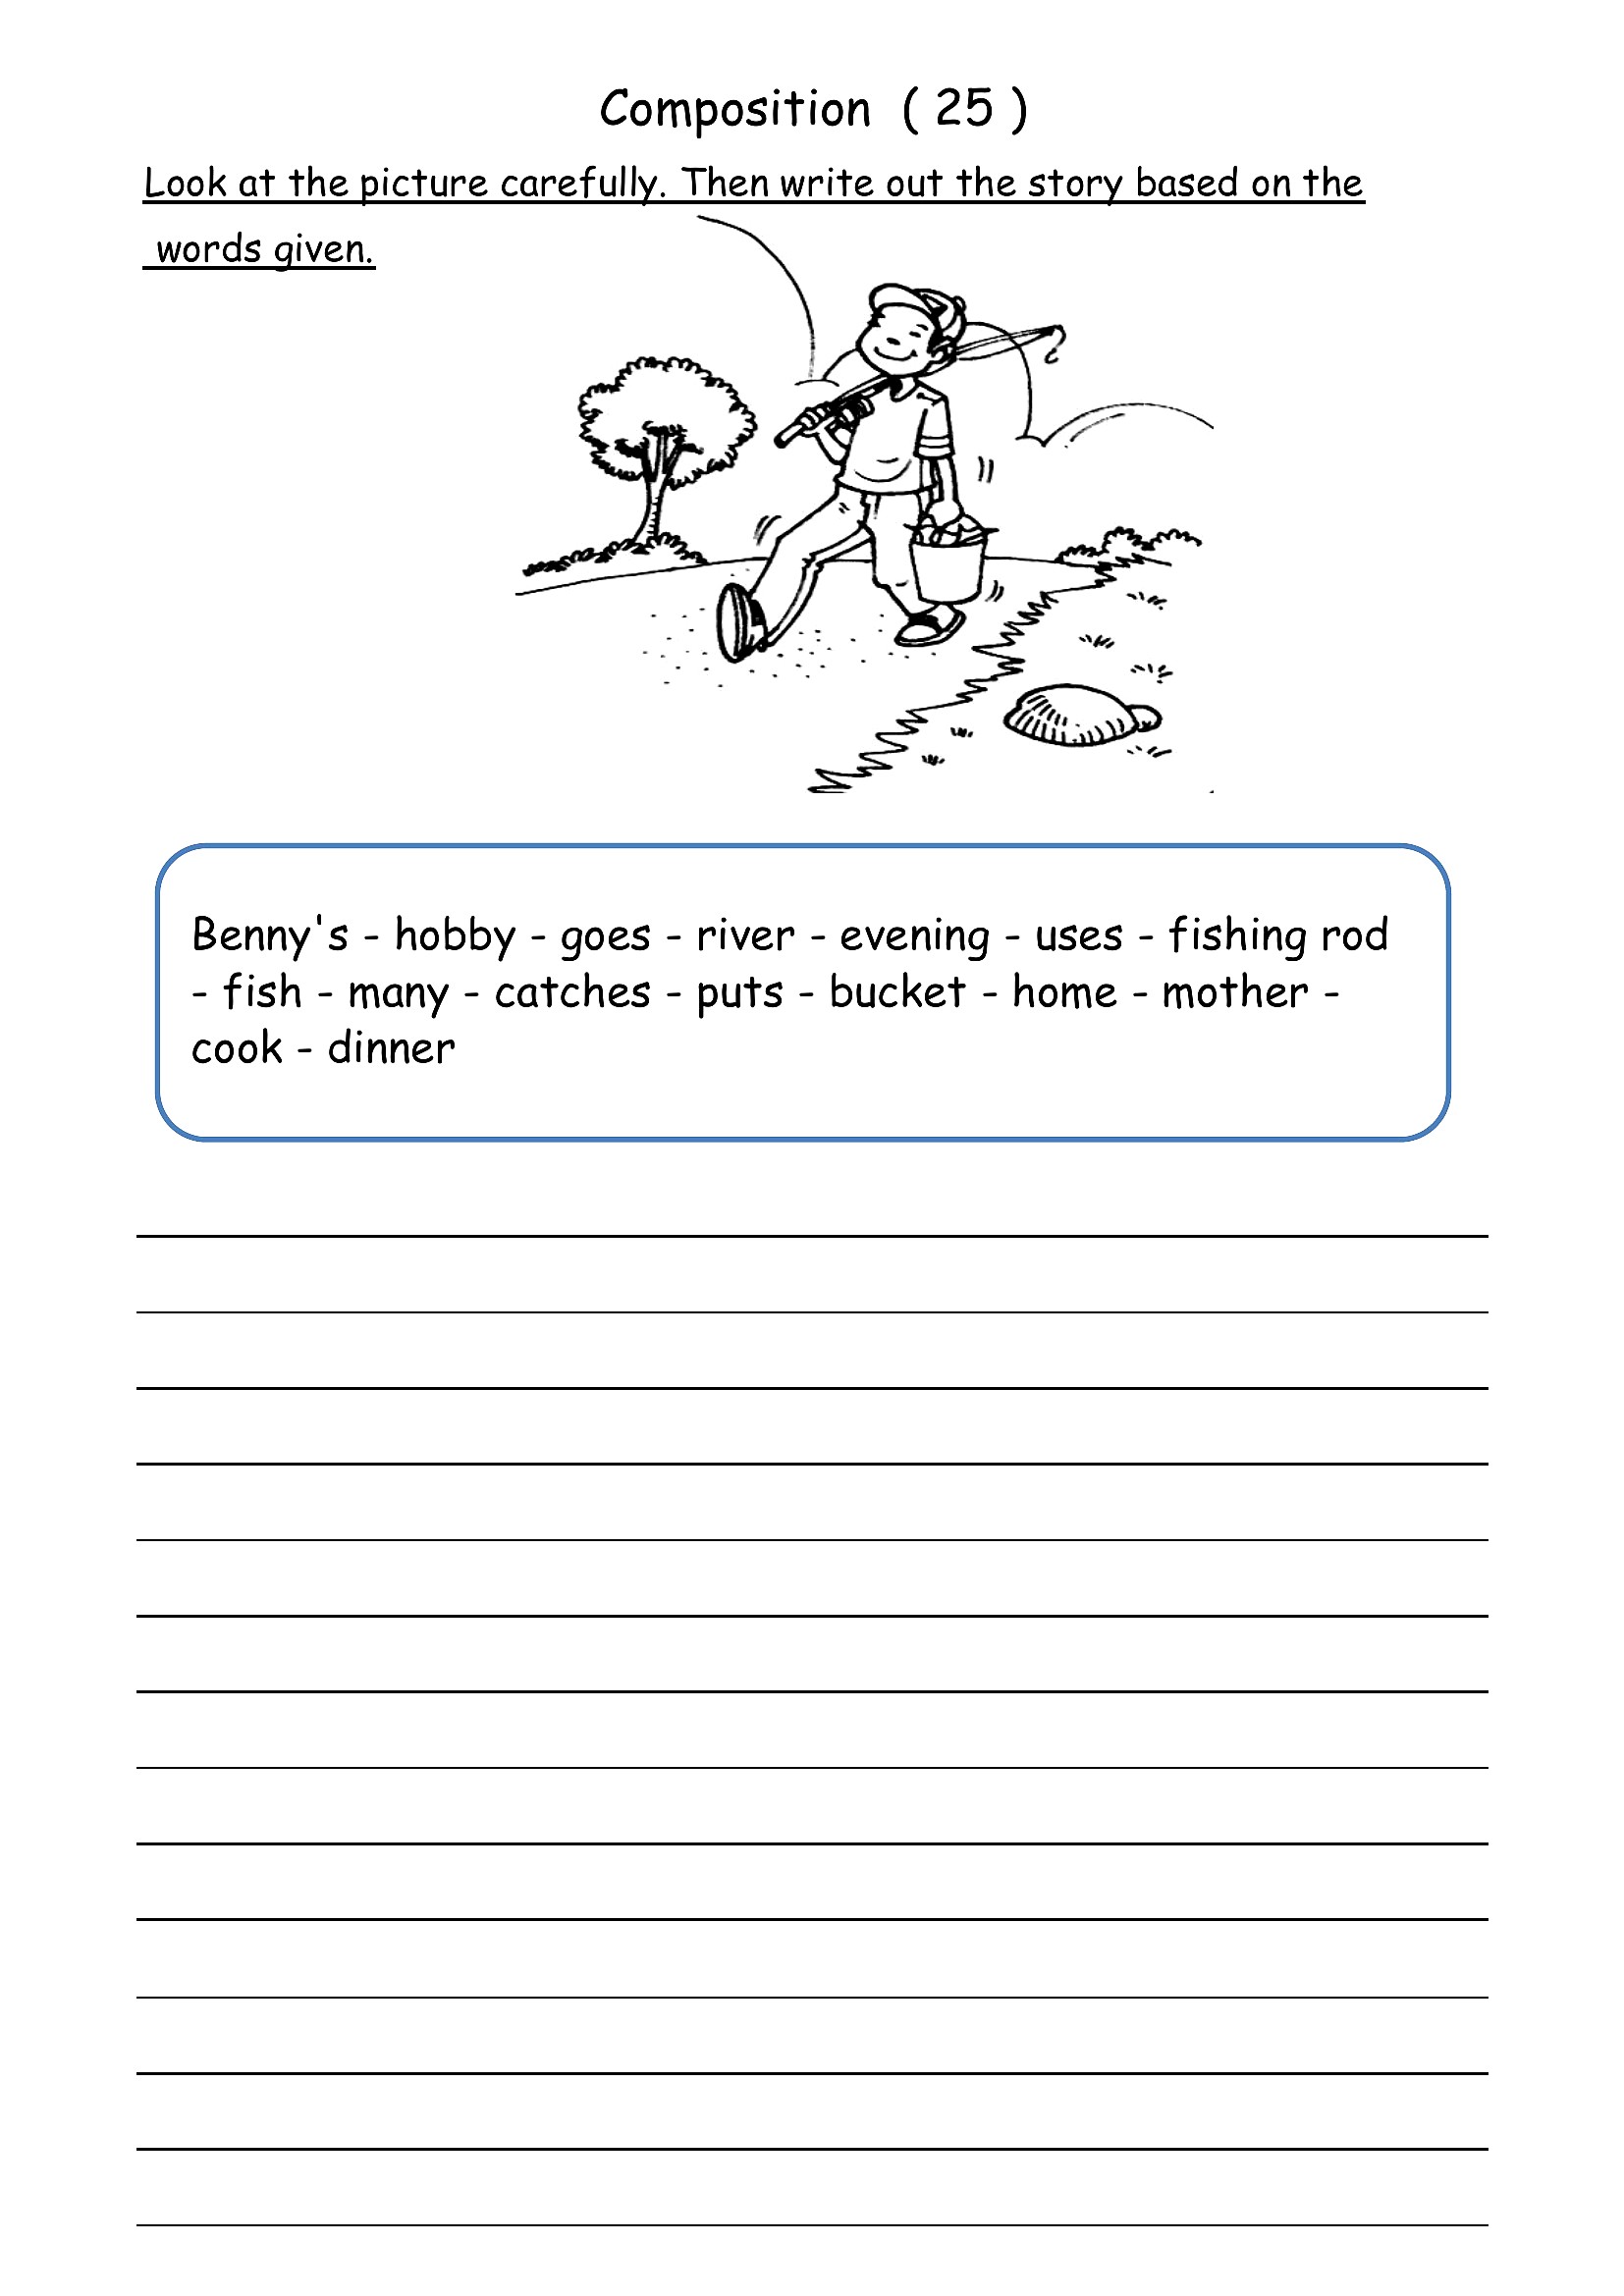 Composition ( 25 )
Look at the picture carefully. Then write out the story based on the
words given.
Benny's - hobby - goes - river - evening - uses - fishing rod
- fish - many - catches - puts - bucket - home - mother -
cook - dinner